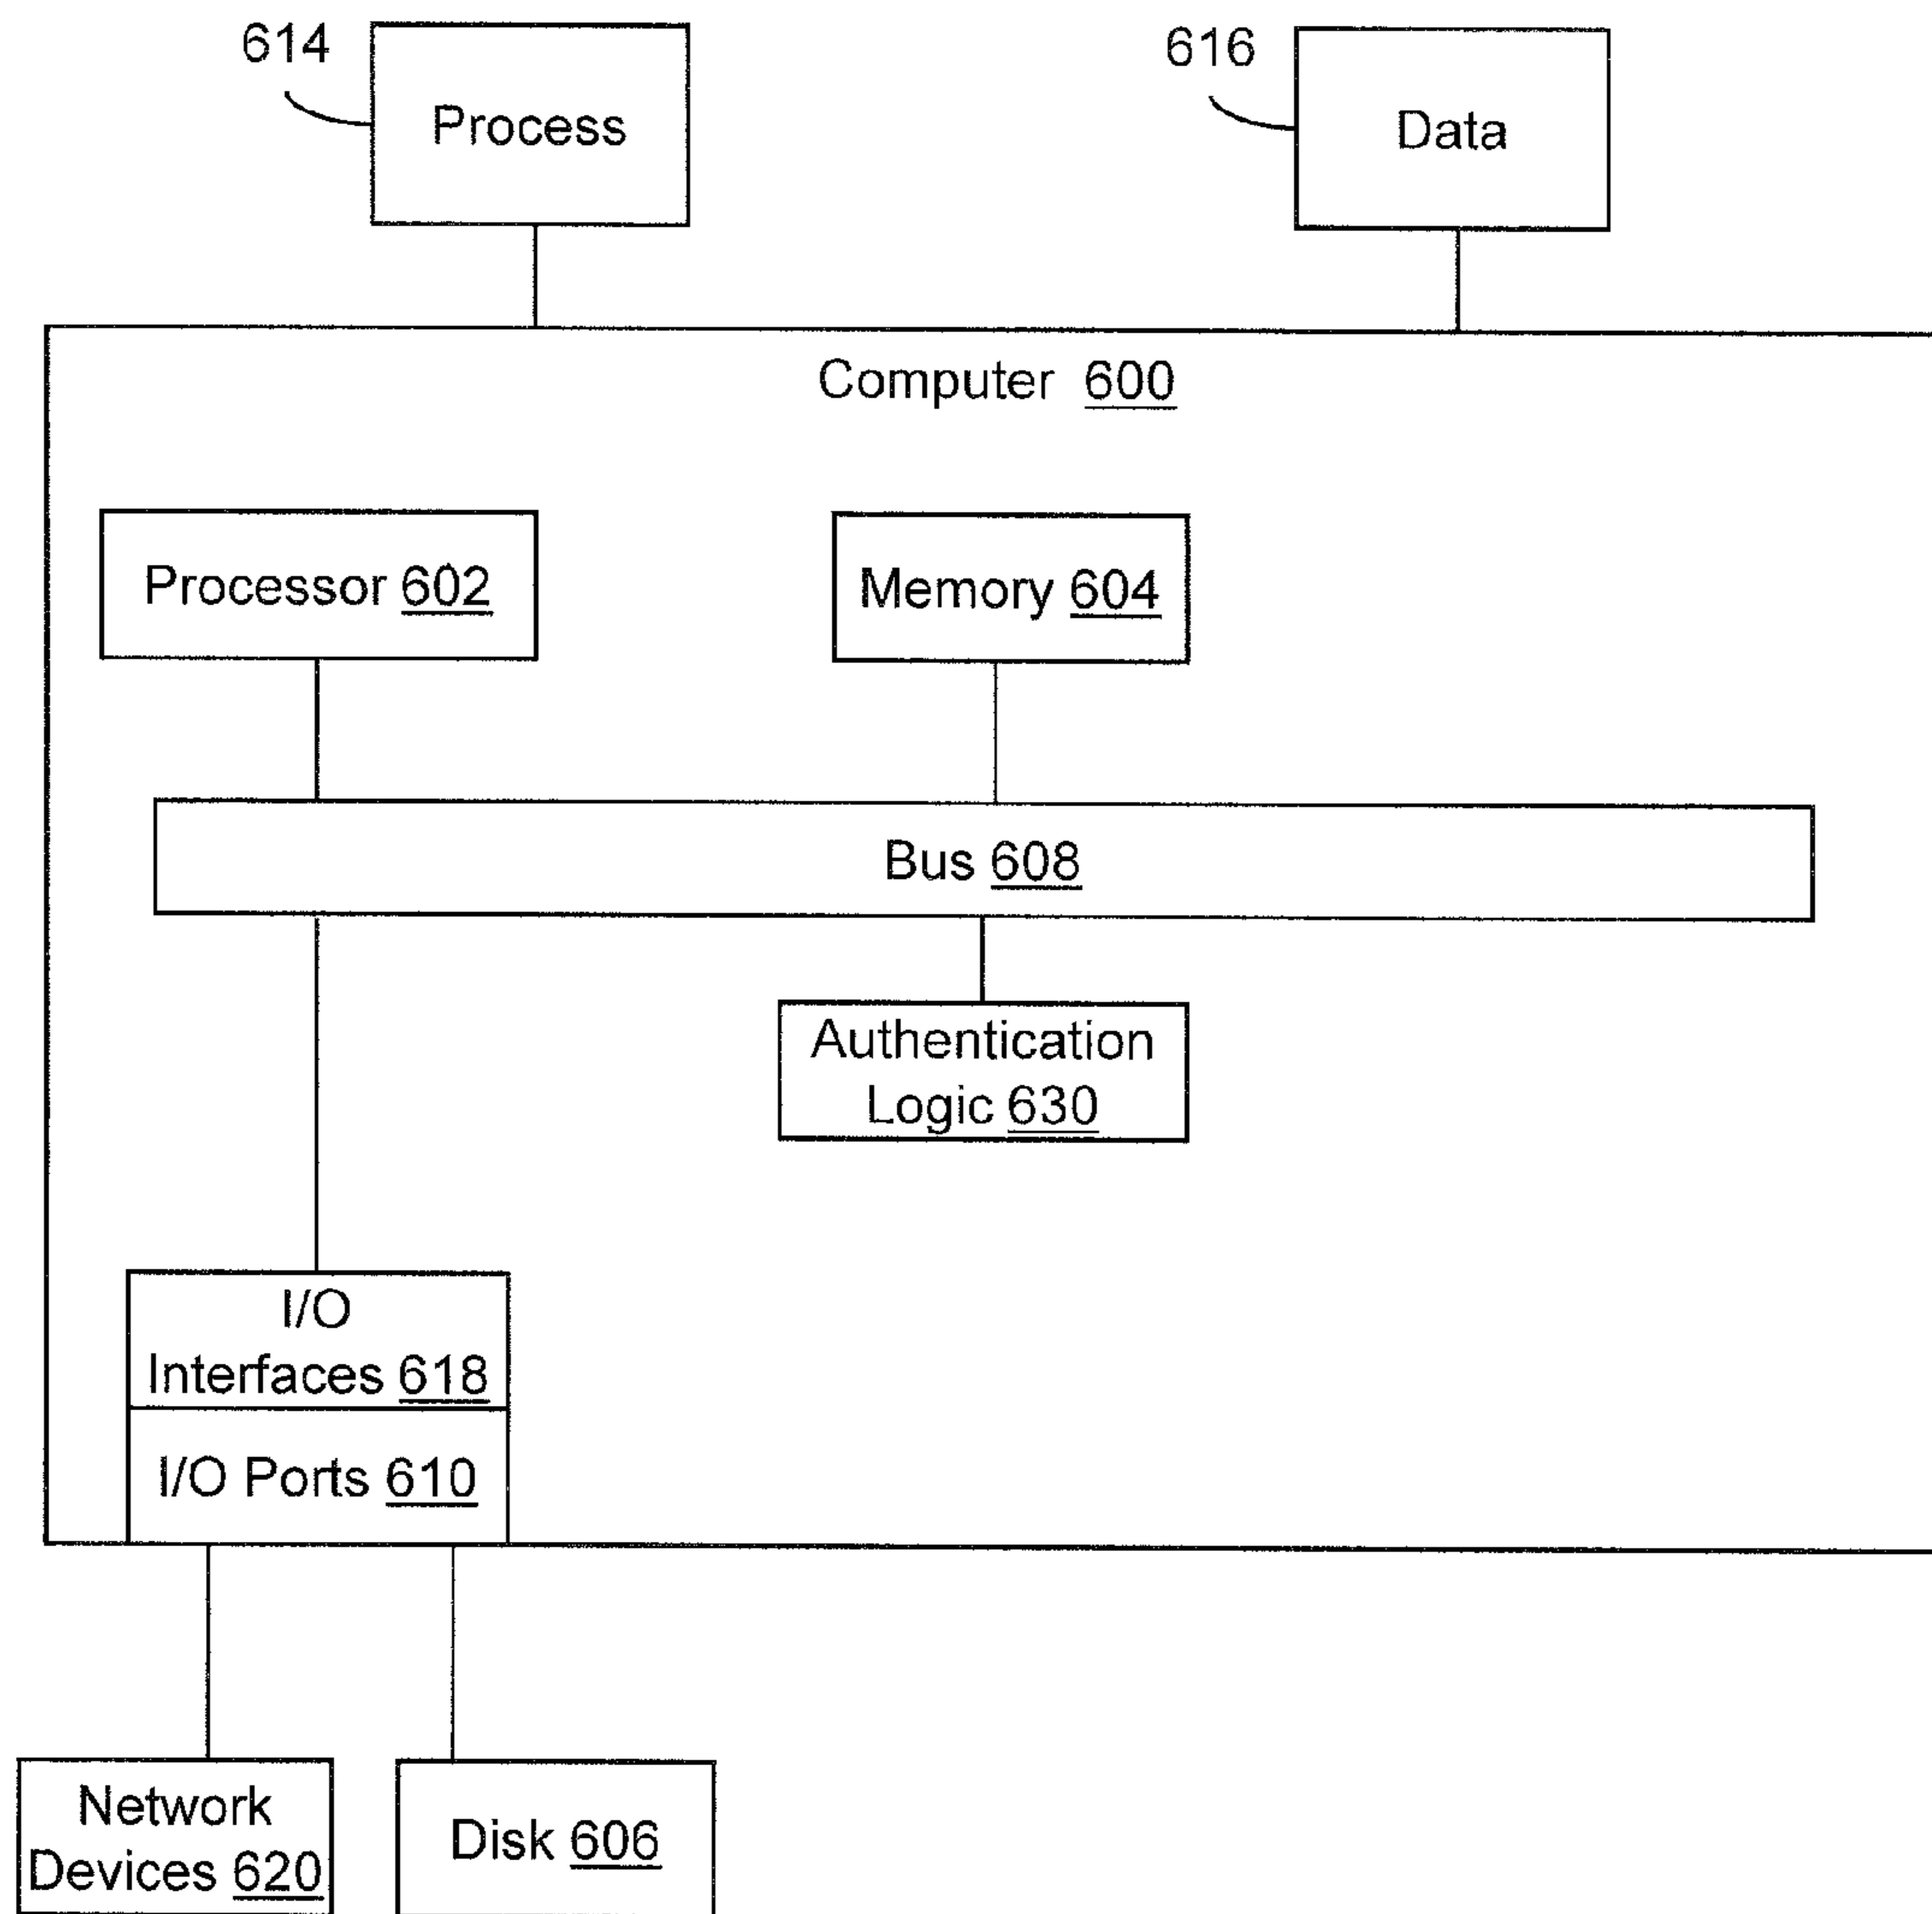 614
Process
616
Data
Computer 600
Processor 602
Memory 604
Bus 608
Authentication
Logic 630
I/O
Interfaces 618
I/O Ports 610
Network
Devices 620
Disk 606